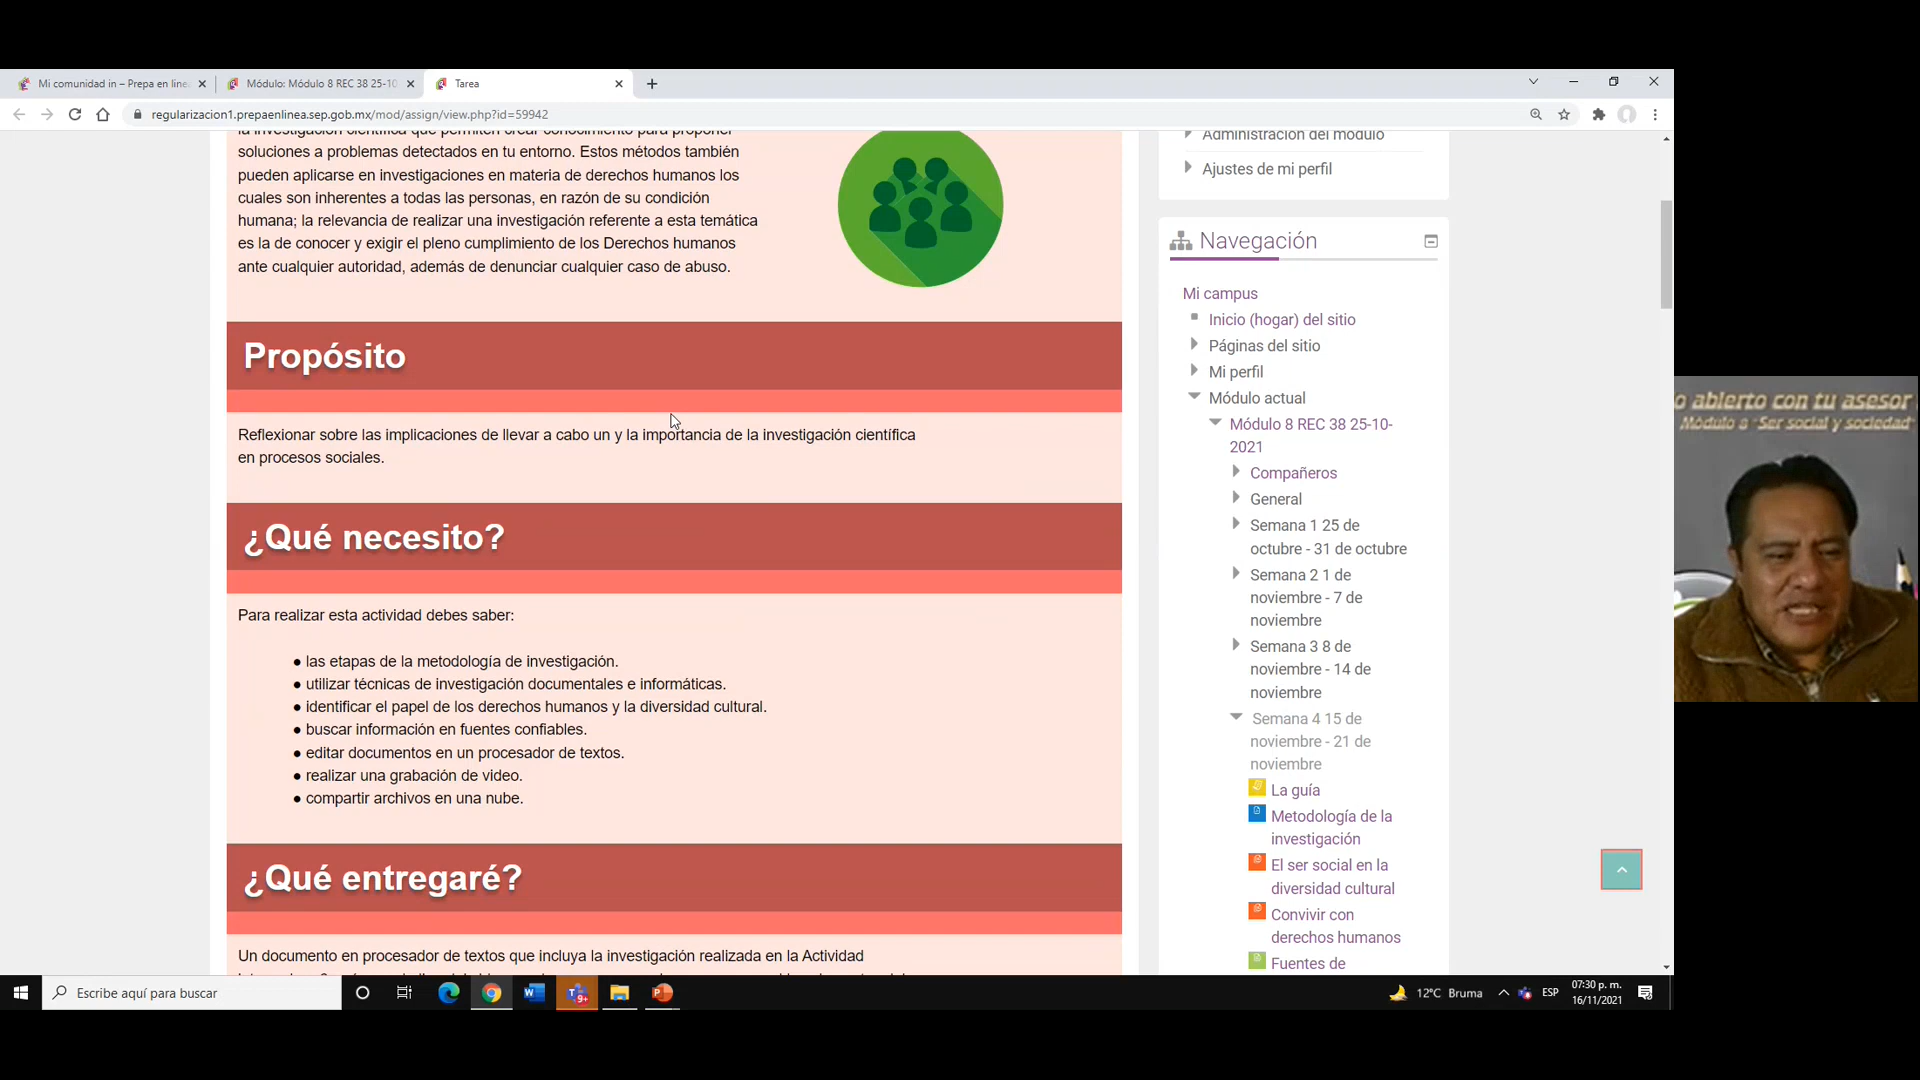 Mi comunidad in – Prepa en líne
Módulo: Módulo 8 REC 38 25-10
Tarea
regularizacion1.prepaenlinea.sep.gob.mx/mod/assign/view.php?id=59942
la investigación científica que permiten crear conocimiento para proponer
soluciones a problemas detectados en tu entorno. Estos métodos también
pueden aplicarse en investigaciones en materia de derechos humanos los
cuales son inherentes a todas las personas, en razón de su condición
humana; la relevancia de realizar una investigación referente a esta temática
es la de conocer y exigir el pleno cumplimiento de los Derechos humanos
ante cualquier autoridad, además de denunciar cualquier caso de abuso.
Propósito
Reflexionar sobre las implicaciones de llevar a cabo un y la importancia de la investigación científica
en procesos sociales.
¿Qué necesito?
Para realizar esta actividad debes saber:
● las etapas de la metodología de investigación.
● utilizar técnicas de investigación documentales e informáticas.
● identificar el papel de los derechos humanos y la diversidad cultural.
● buscar información en fuentes confiables.
● editar documentos en un procesador de textos.
● realizar una grabación de video.
● compartir archivos en una nube.
¿Qué entregaré?
Un documento en procesador de textos que incluya la investigación realizada en la Actividad
Administración del módulo
Ajustes de mi perfil
Navegación
Mi campus
Inicio (hogar) del sitio
Páginas del sitio
Mi perfil
Módulo actual
Módulo 8 REC 38 25-10-
2021
Compañeros
General
Semana 1 25 de
octubre - 31 de octubre
Semana 2 1 de
noviembre - 7 de
noviembre
Semana 3 8 de
noviembre - 14 de
noviembre
Semana 4 15 de
noviembre - 21 de
noviembre
La guía
Metodología de la
investigación
El ser social en la
diversidad cultural
Convivir con
derechos humanos
Fuentes de
o abierto con tu asesor
Módulo 8 "Ser social y sociedad"
Escribe aquí para buscar
9+
12°C Bruma
ESP
07:30 p. m.
16/11/2021